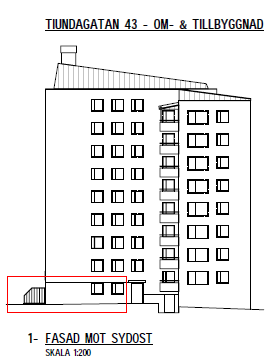 TIUNDAGATAN 43 - OM- & TILLBYGGNAD
1- FASAD MOT SYDOST
SKALA 1:200